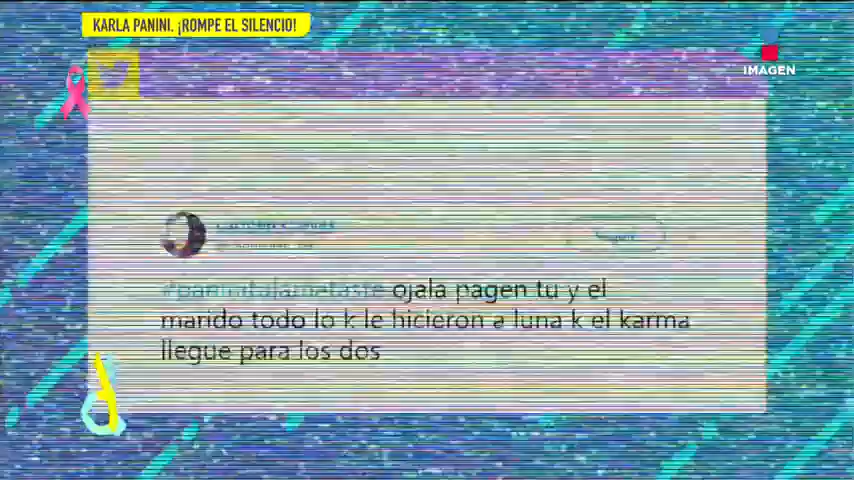 KARLA PANINI. ¡ROMPE EL SILENCIO!
IMAGEN
ojala pagen tu y el
marido todo lo k le hicieron a luna k el karma
llegue para los dos